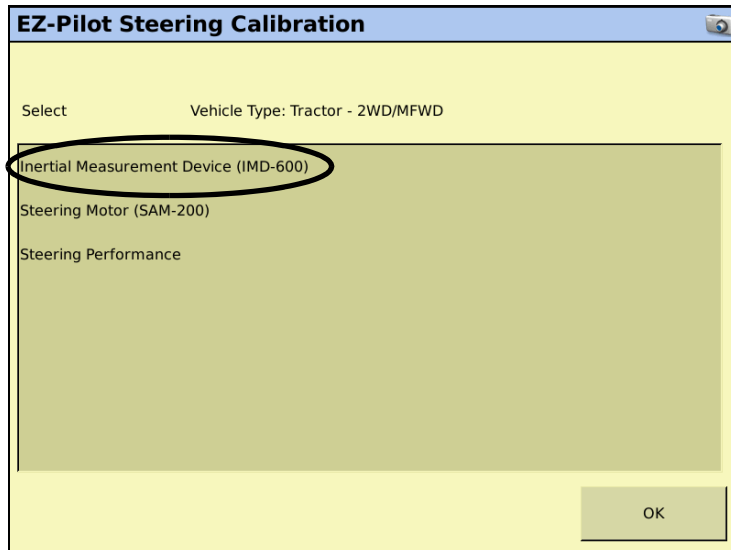 EZ-Pilot Steering Calibration
Select Vehicle Type: Tractor - 2WD/MFWD
Inertial Measurement Device (IMD-600)
Steering Motor (SAM-200)
Steering Performance
OK